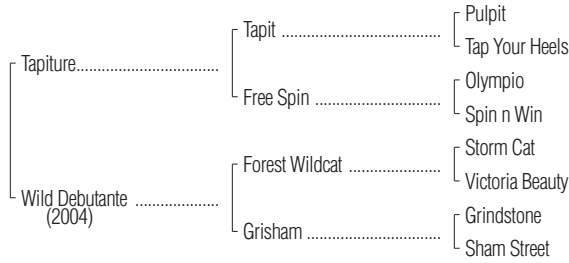 Pulpit
Tapit ............................................
Tap Your Heels
Tapiture...........................................
Olympio
Free Spin ......................................
Spin n Win
Storm Cat
Forest Wildcat ..........................
Victoria Beauty
Wild Debutante .........................
(2004)
Grindstone
Grisham .......................................
Sham Street